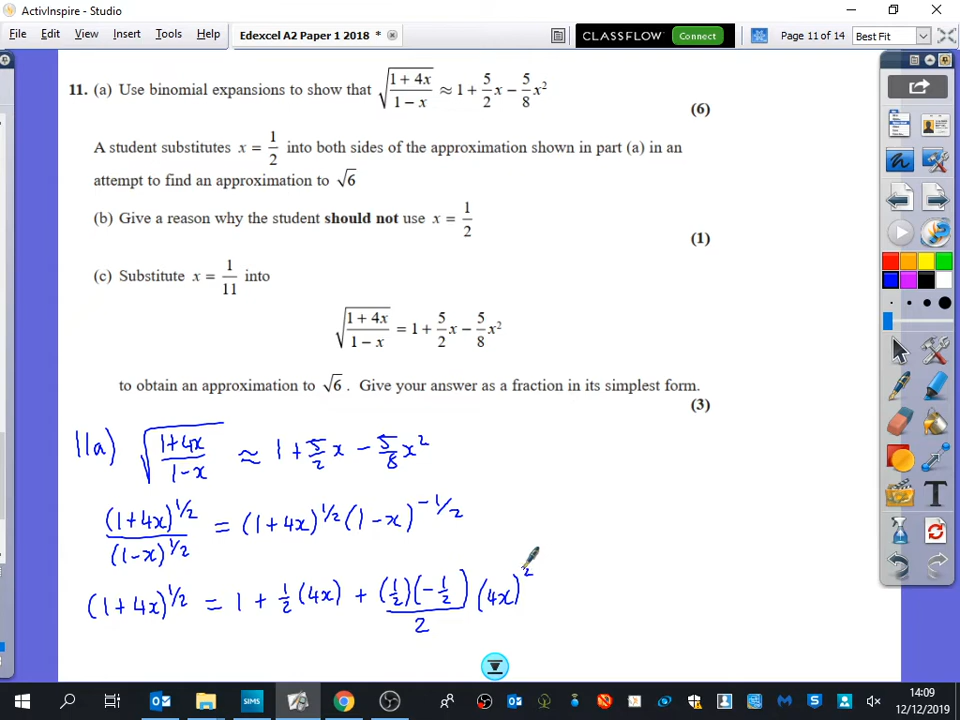 ActivInspire - Studio
File Edit View Insert Tools Help Edexcel A2 Paper 1 2018 * CLASSFLOW Connect Page 11 of 14 Best Fit
11. (a) Use binomial expansions to show that √((1 + 4x)/(1 − x)) ≈ 1 + 5/2 x − 5/8 x²
(6)
A student substitutes x = 1/2 into both sides of the approximation shown in part (a) in an
attempt to find an approximation to √6
(b) Give a reason why the student should not use x = 1/2
(1)
(c) Substitute x = 1/11 into
√((1 + 4x)/(1 − x)) = 1 + 5/2 x − 5/8 x²
to obtain an approximation to √6 . Give your answer as a fraction in its simplest form.
(3)
11a) √((1+4x)/(1−x)) ≈ 1 + 5/2 x − 5/8 x²
(1+4x)^1/2 / (1−x)^1/2 = (1+4x)^1/2 (1−x)^−1/2
(1+4x)^1/2 = 1 + 1/2 (4x) + (1/2)(−1/2)/2 (4x)²
T
SIMS
14:09
12/12/2019